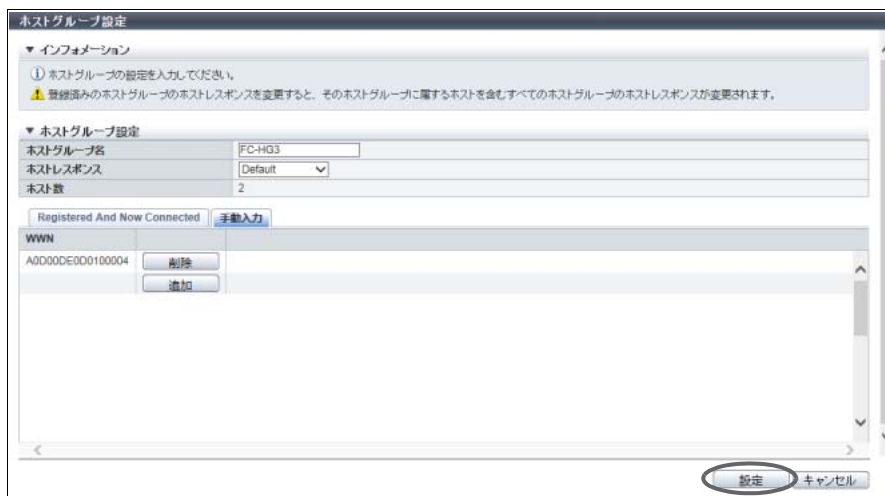 ホストグループ設定
▼ インフォメーション
ホストグループの設定を入力してください。
登録済みのホストグループのホストレスポンスを変更すると、そのホストグループに属するホストを含むすべてのホストグループのホストレスポンスが変更されます。
▼ ホストグループ設定
ホストグループ名 FC-HG3
ホストレスポンス Default
ホスト数 2
Registered And Now Connected 手動入力
WWN
A0D00DE0D0100004 削除
追加
設定 キャンセル